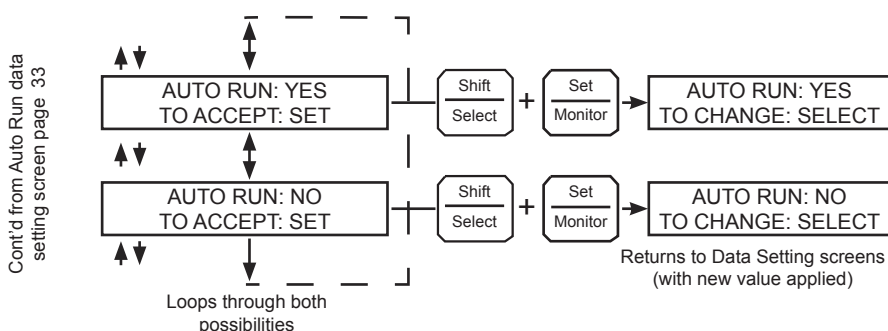 Cont'd from Auto Run data
setting screen page 33
AUTO RUN: YES
TO ACCEPT: SET
Shift
Select
+
Set
Monitor
AUTO RUN: YES
TO CHANGE: SELECT
AUTO RUN: NO
TO ACCEPT: SET
Shift
Select
+
Set
Monitor
AUTO RUN: NO
TO CHANGE: SELECT
Loops through both
possibilities
Returns to Data Setting screens
(with new value applied)